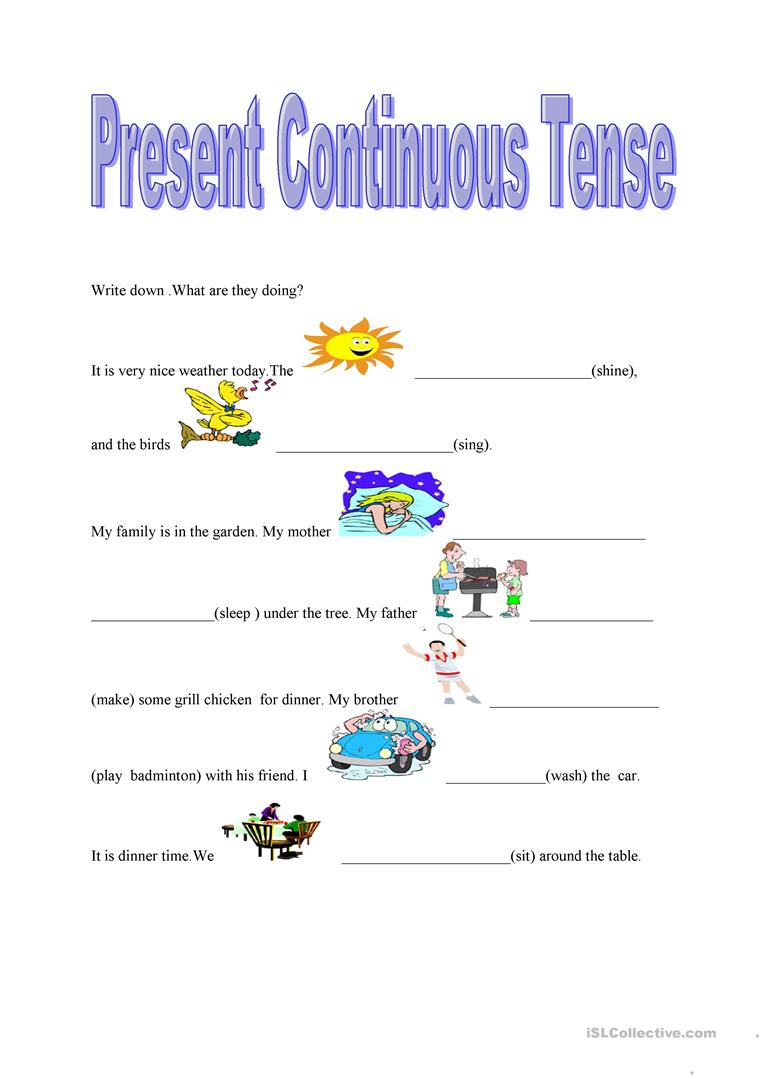 Present Continuous Tense
Write down .What are they doing?
It is very nice weather today.The ______________________(shine),
and the birds ______________________(sing).
My family is in the garden. My mother ________________________
________________(sleep ) under the tree. My father ________________
(make) some grill chicken  for dinner. My brother ______________________
(play  badminton) with his friend. I _____________(wash) the  car.
It is dinner time.We ______________________(sit) around the table.
iSLCollective.com